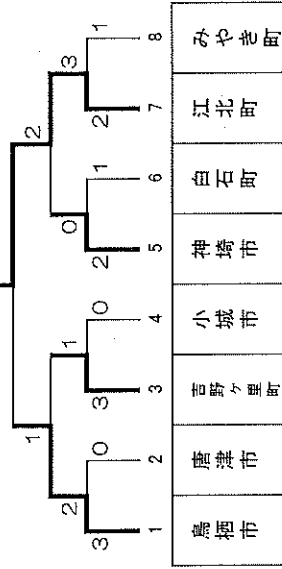 1 2
2 1 0 3
3 0 3 0 2 1 2 1
1 2 3 4 5 6 7 8
鳥栖市
唐津市
吉野ヶ里町
小城市
神埼市
白石町
江北町
みやき町